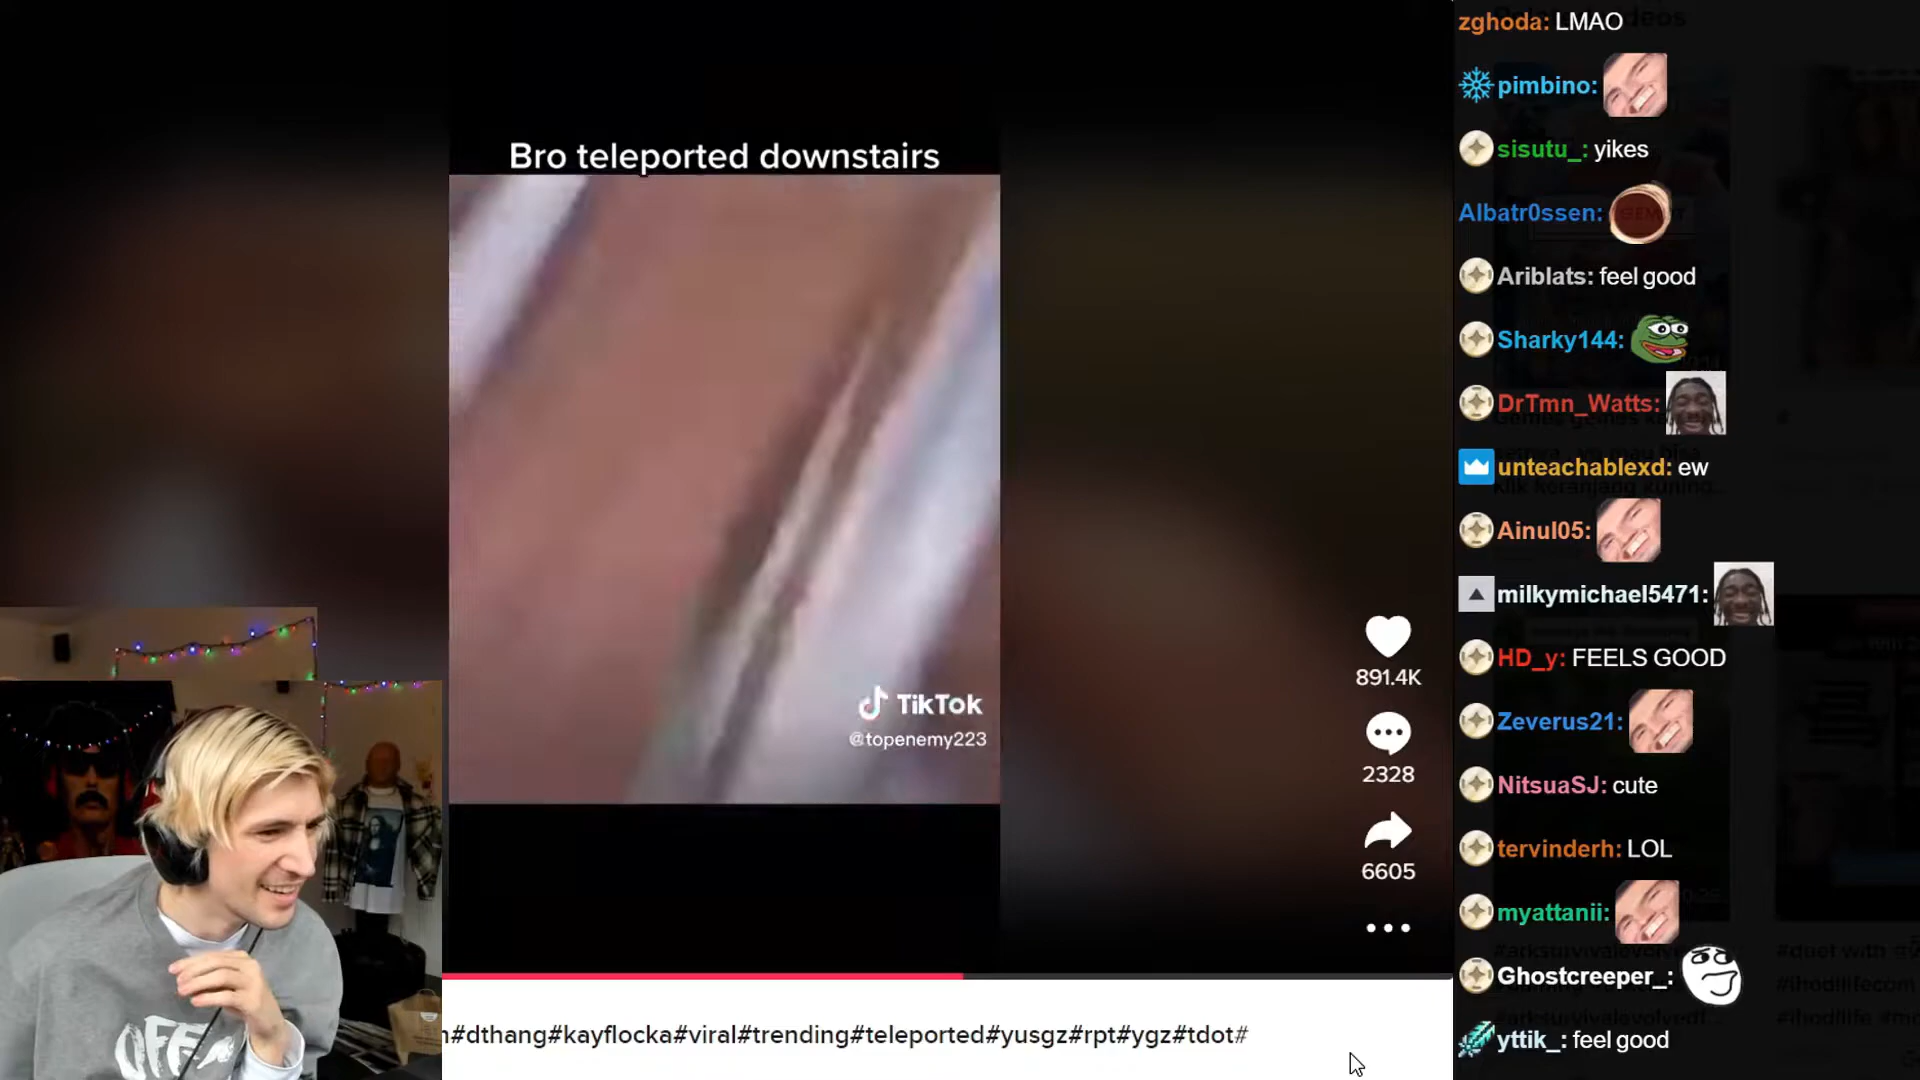 Bro teleported downstairs
TikTok
@topenemy223
891.4K
2328
6605
#dthang#kayflocka#viral#trending#teleported#yusgz#rpt#ygz#tdot#
zghoda: LMAO
pimbino:
sisutu_: yikes
Albatr0ssen:
Ariblats: feel good
Sharky144:
DrTmn_Watts:
unteachablexd: ew
Ainul05:
milkymichael5471:
HD_y: FEELS GOOD
Zeverus21:
NitsuaSJ: cute
tervinderh: LOL
myattanii:
Ghostcreeper_:
yttik_: feel good